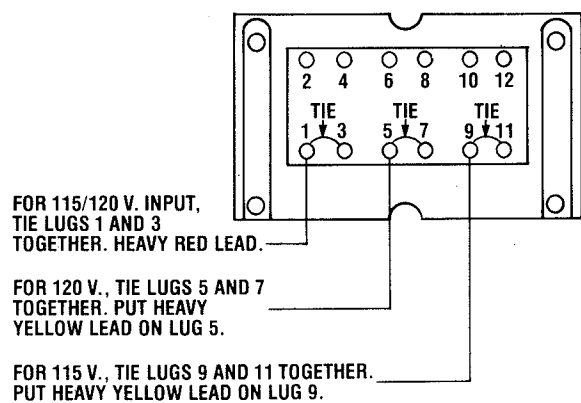 2 4 6 8 10 12
TIE TIE TIE
1 3 5 7 9 11
FOR 115/120 V. INPUT,
TIE LUGS 1 AND 3
TOGETHER. HEAVY RED LEAD.
FOR 120 V., TIE LUGS 5 AND 7
TOGETHER. PUT HEAVY
YELLOW LEAD ON LUG 5.
FOR 115 V., TIE LUGS 9 AND 11 TOGETHER.
PUT HEAVY YELLOW LEAD ON LUG 9.